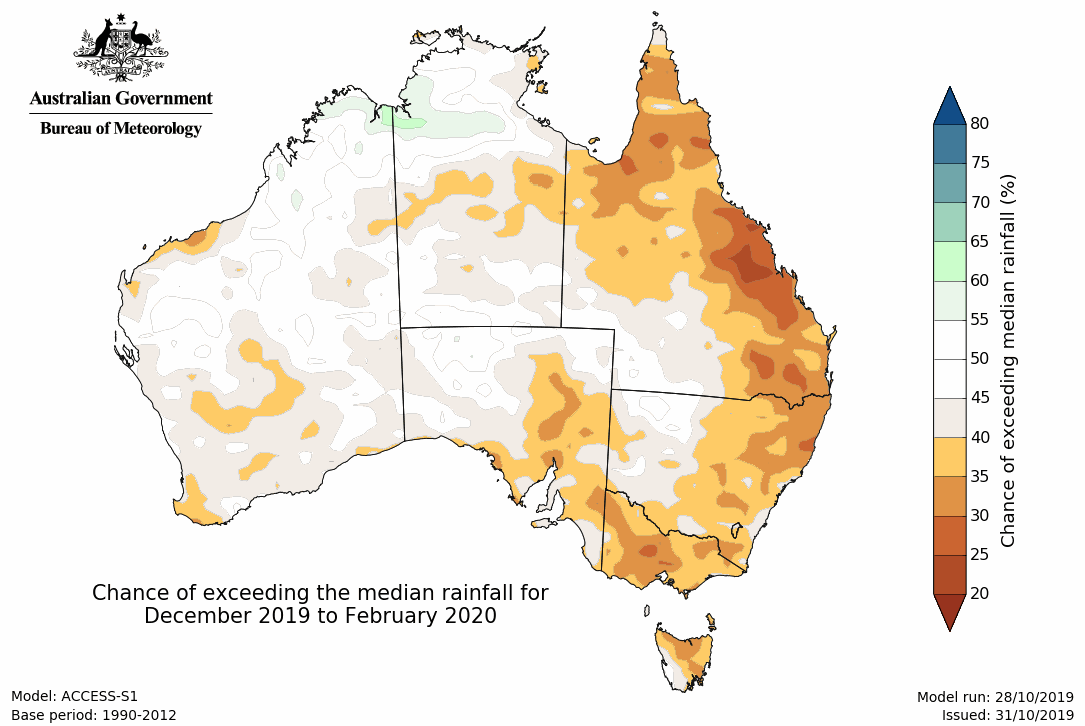 Australian Government
Bureau of Meteorology
80
75
70
65
60
55
50
45
40
35
30
25
20
Chance of exceeding median rainfall (%)
Chance of exceeding the median rainfall for
December 2019 to February 2020
Model: ACCESS-S1
Base period: 1990-2012
Model run: 28/10/2019
Issued: 31/10/2019